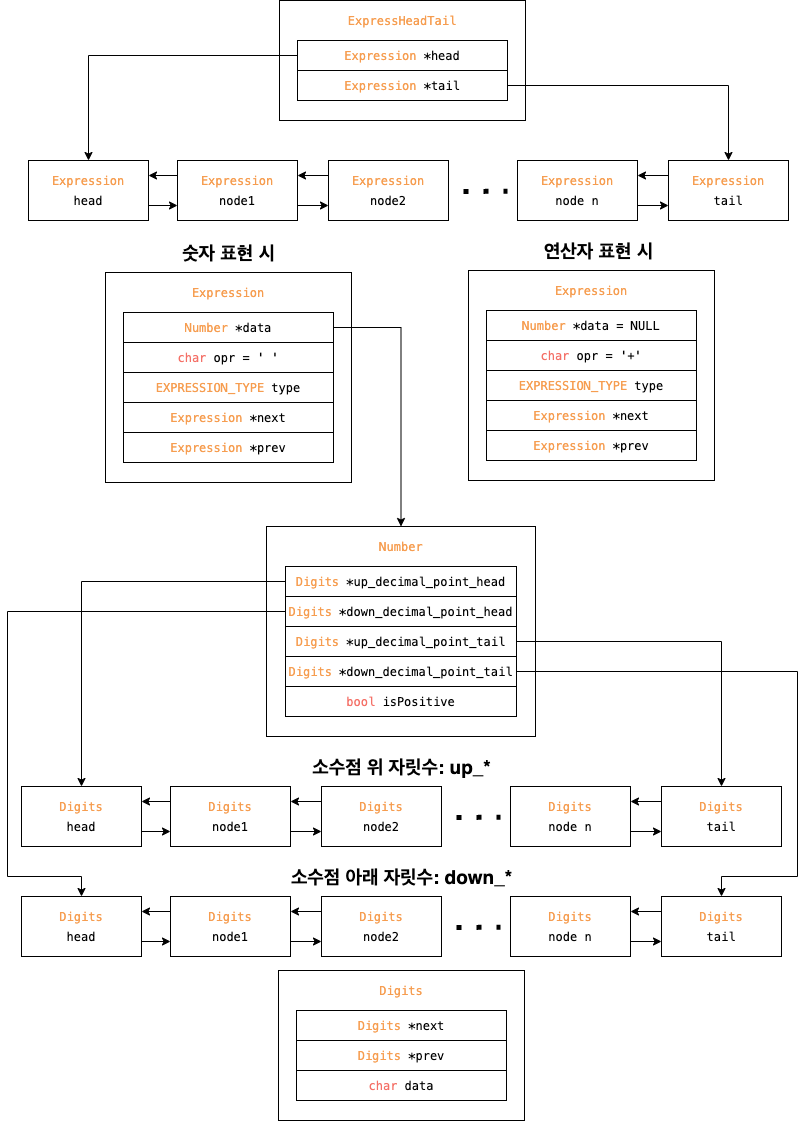 ExpressHeadTail
Expression *head
Expression *tail
Expression
head
Expression
node1
Expression
node2
...
Expression
node n
Expression
tail
숫자 표현 시
Expression
Number *data
char opr = ' '
EXPRESSION_TYPE type
Expression *next
Expression *prev
연산자 표현 시
Expression
Number *data = NULL
char opr = '+'
EXPRESSION_TYPE type
Expression *next
Expression *prev
Number
Digits *up_decimal_point_head
Digits *down_decimal_point_head
Digits *up_decimal_point_tail
Digits *down_decimal_point_tail
bool isPositive
소수점 위 자릿수: up_*
Digits
head
Digits
node1
Digits
node2
...
Digits
node n
Digits
tail
소수점 아래 자릿수: down_*
Digits
head
Digits
node1
Digits
node2
...
Digits
node n
Digits
tail
Digits
Digits *next
Digits *prev
char data